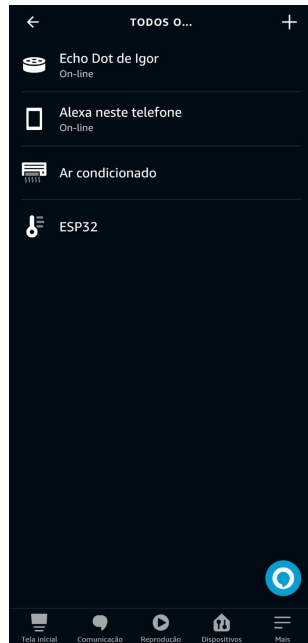 TODOS O...
Echo Dot de Igor
On-line
Alexa neste telefone
On-line
Ar condicionado
ESP32
Tela inicial
Comunicação
Reprodução
Dispositivos
Mais